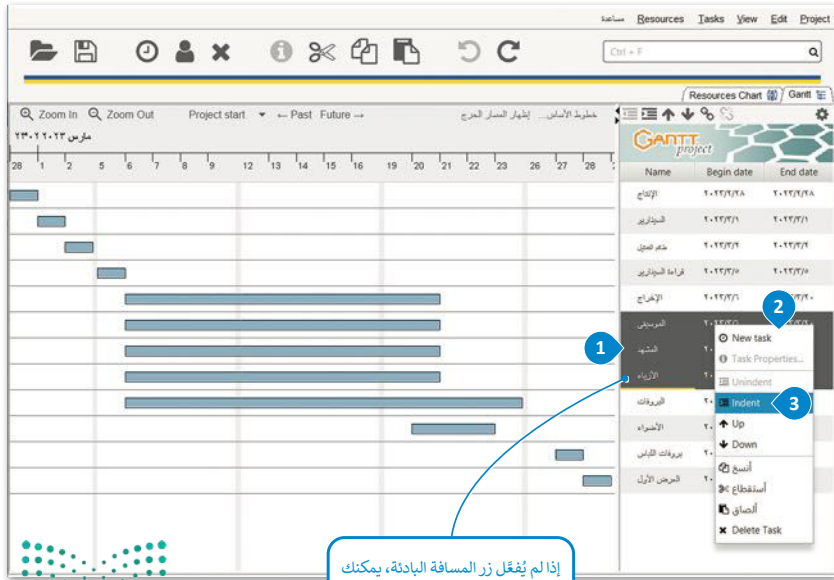 مساعدة Resources Tasks View Edit Project
Ctrl + F
Resources Chart Gantt
Zoom In Zoom Out Project start ← Past Future → خطوط الأساس... إظهار المسار الحرج
مارس ٢٠٢٣
28 1 2 5 6 7 8 9 12 13 14 15 16 19 20 21 22 23 26 27 28
GANTT project
Name Begin date End date
الإنتاج ٢٠٢٣/٢/٢٨ ٢٠٢٣/٢/٢٨
السيناريو ٢٠٢٣/٣/١ ٢٠٢٣/٣/١
٢٠٢٣/٣/٢ ٢٠٢٣/٣/٢
قراءة السيناريو ٢٠٢٣/٣/٥ ٢٠٢٣/٣/٥
الإخراج ٢٠٢٣/٣/٦
الموسيقى
المشهد
الأزياء
البروفات
الأضواء
بروفات اللباس
العرض الأول
1
2
3
New task
Task Properties...
Unindent
Indent
Up
Down
أنسخ
أستقطاع
ألصاق
Delete Task
إذا لم يُفعَّل زر المسافة البادئة، يمكنك